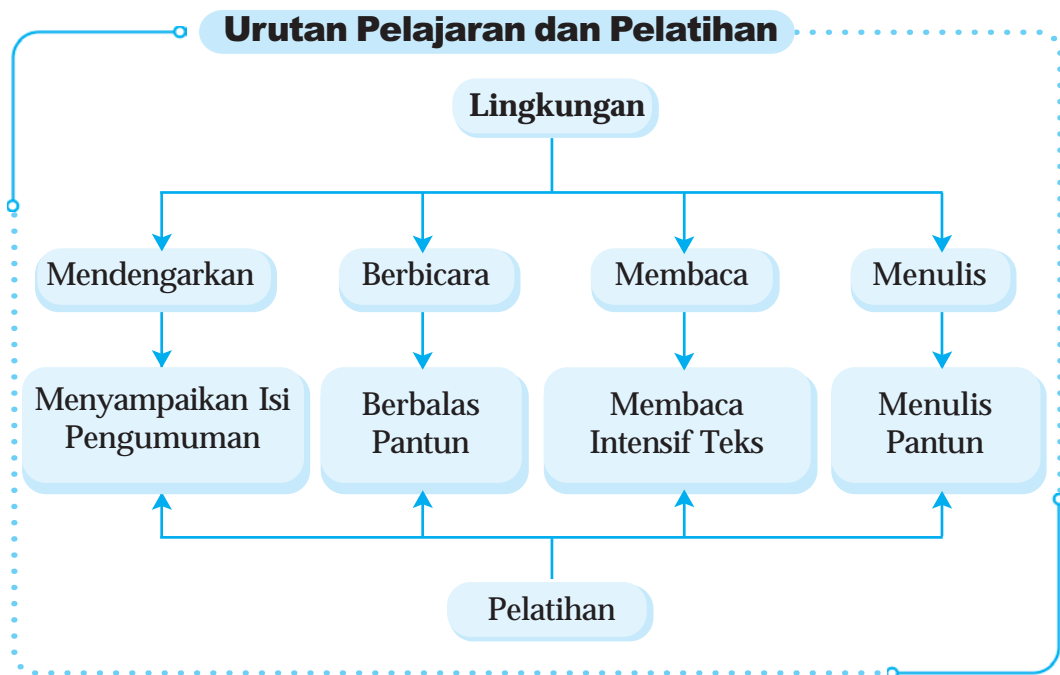 Urutan Pelajaran dan Pelatihan
Lingkungan
Mendengarkan
Berbicara
Membaca
Menulis
Menyampaikan Isi
Pengumuman
Berbalas
Pantun
Membaca
Intensif Teks
Menulis
Pantun
Pelatihan